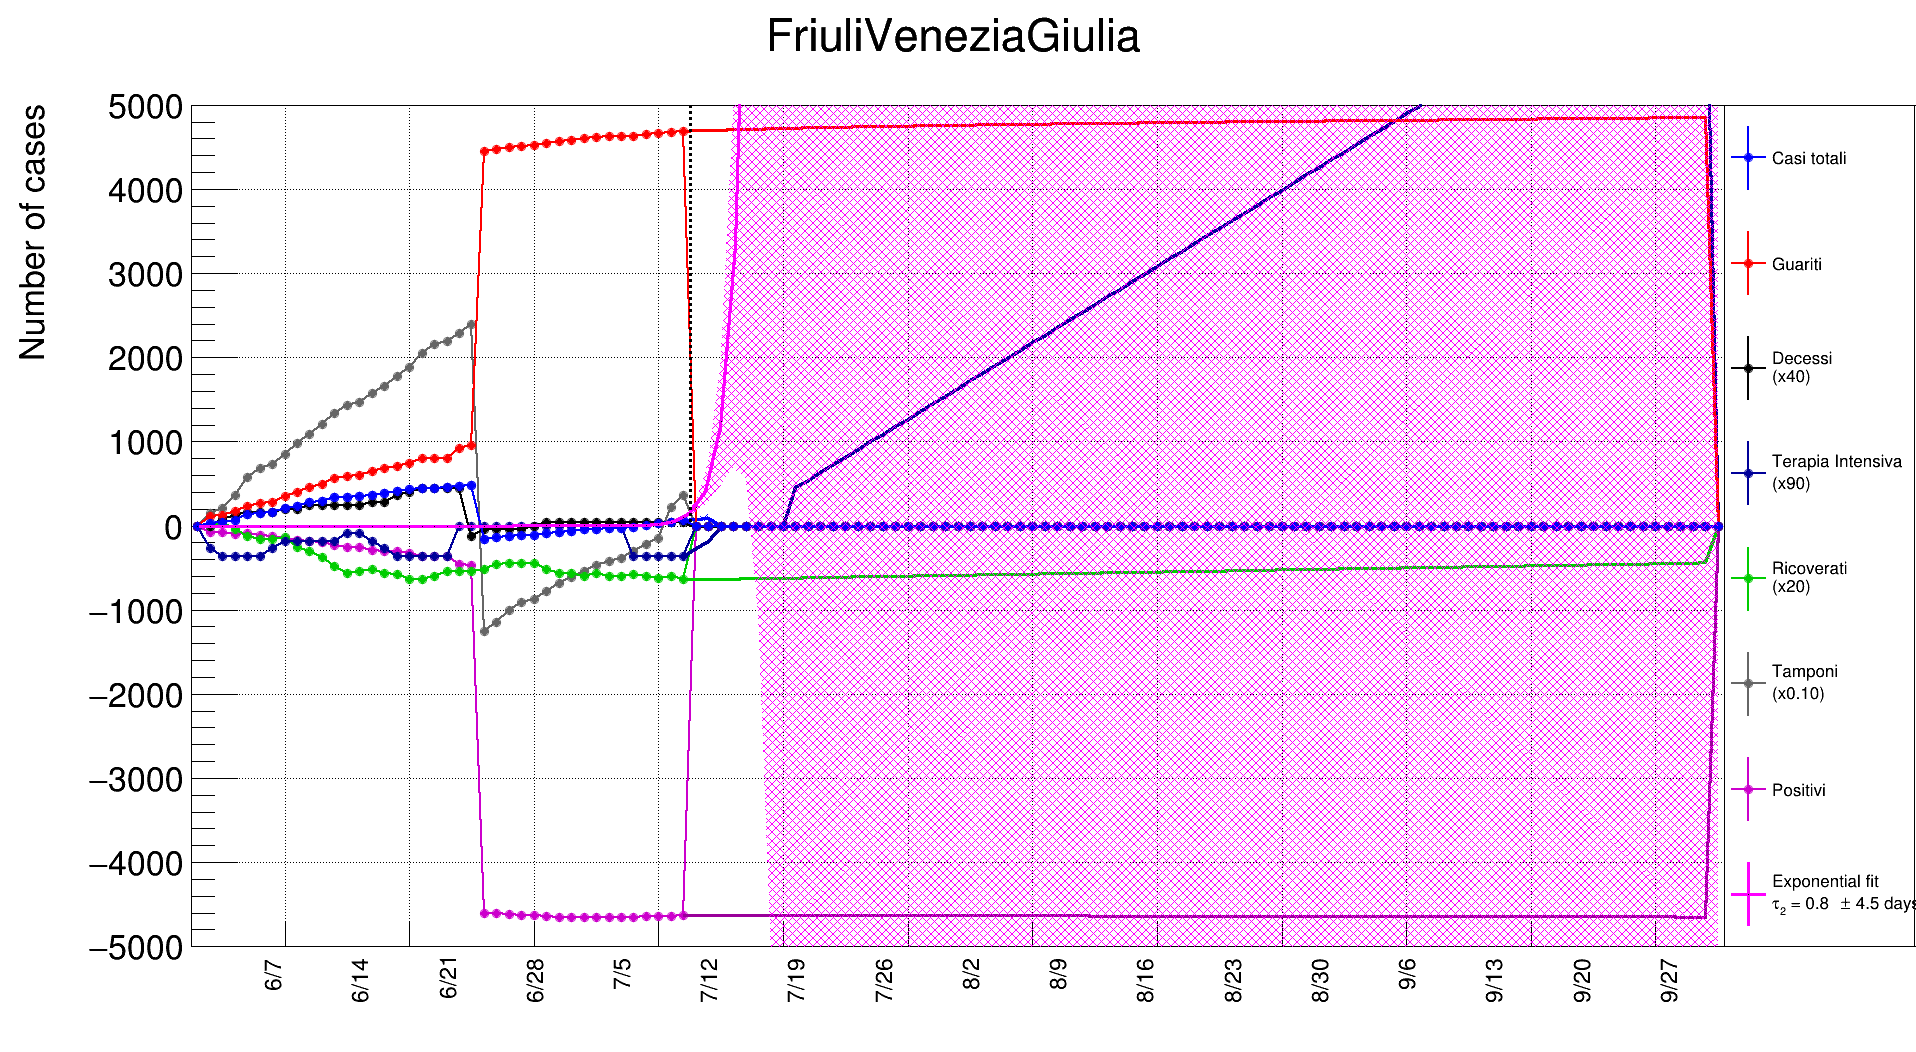 FriuliVeneziaGiulia
Number of cases
5000
4000
3000
2000
1000
0
−1000
−2000
−3000
−4000
−5000
6/7
6/14
6/21
6/28
7/5
7/12
7/19
7/26
8/2
8/9
8/16
8/23
8/30
9/6
9/13
9/20
9/27
Casi totali
Guariti
Decessi
(x40)
Terapia Intensiva
(x90)
Ricoverati
(x20)
Tamponi
(x0.10)
Positivi
Exponential fit
τ2 = 0.8 ± 4.5 days